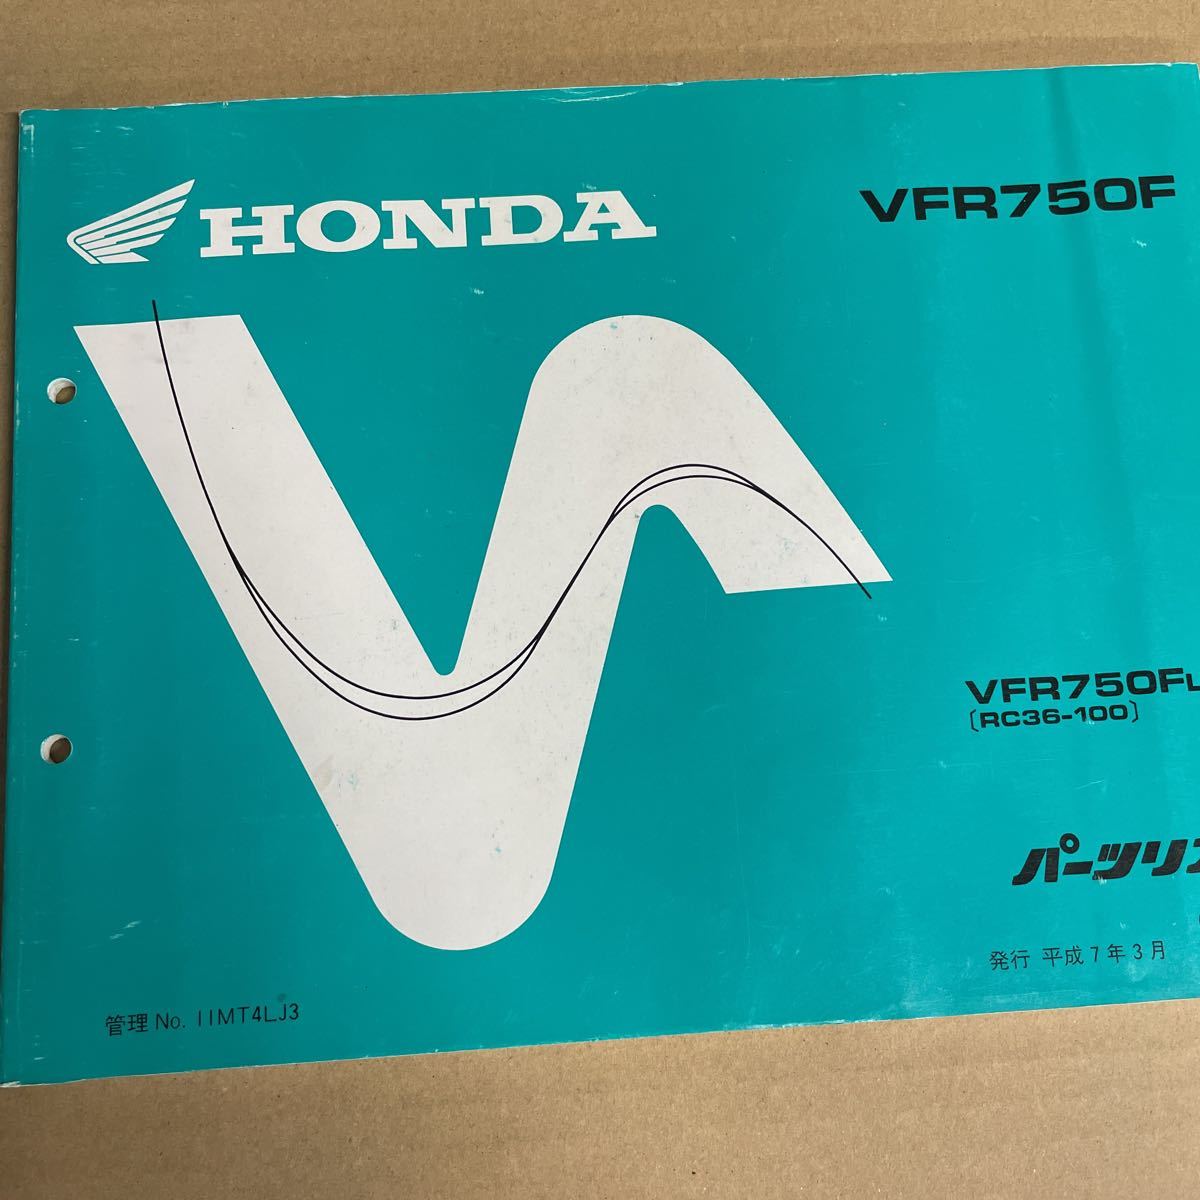 HONDA
VFR750F
VFR750FL
〔RC36-100〕
パーツリス
発行 平成7年3月
管理 No. 11MT4LJ3